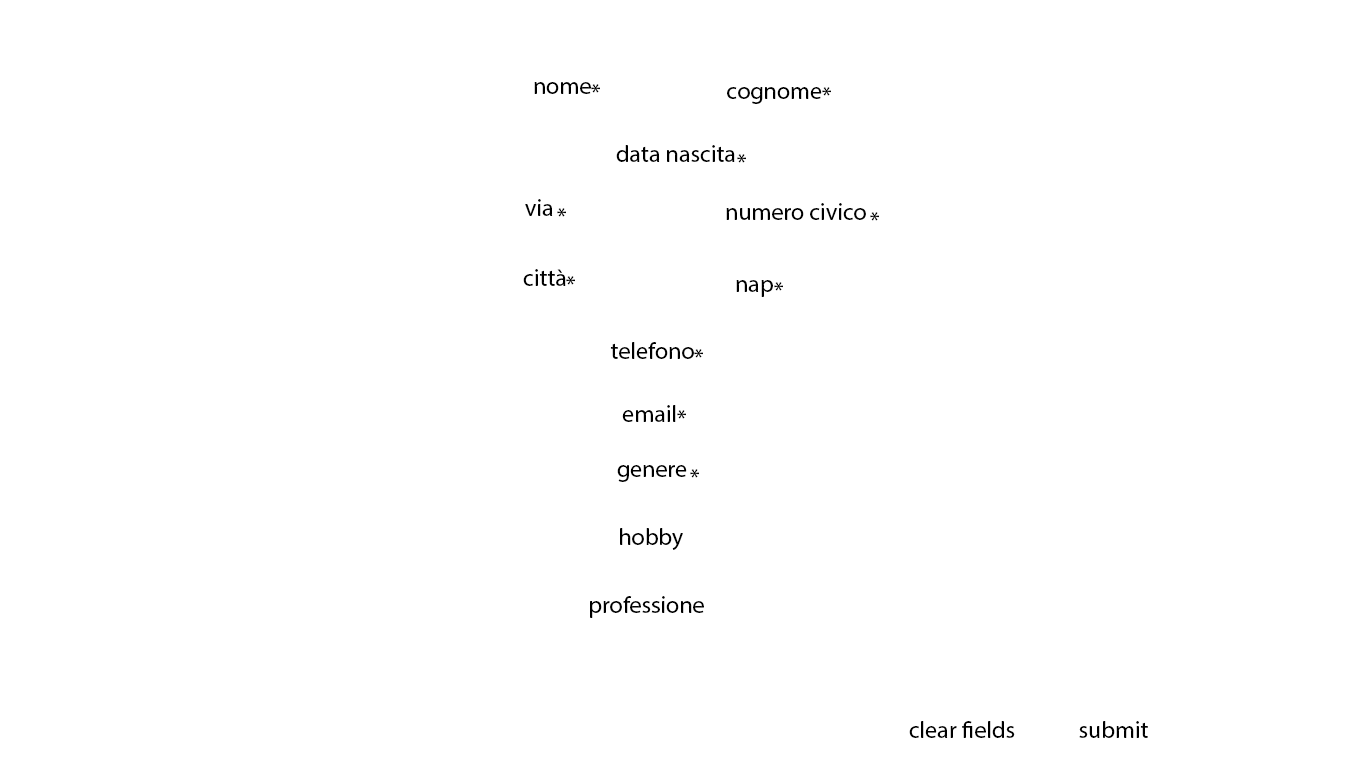 nome* cognome*
data nascita*
via * numero civico *
città* nap*
telefono*
email*
genere *
hobby
professione
clear fields submit